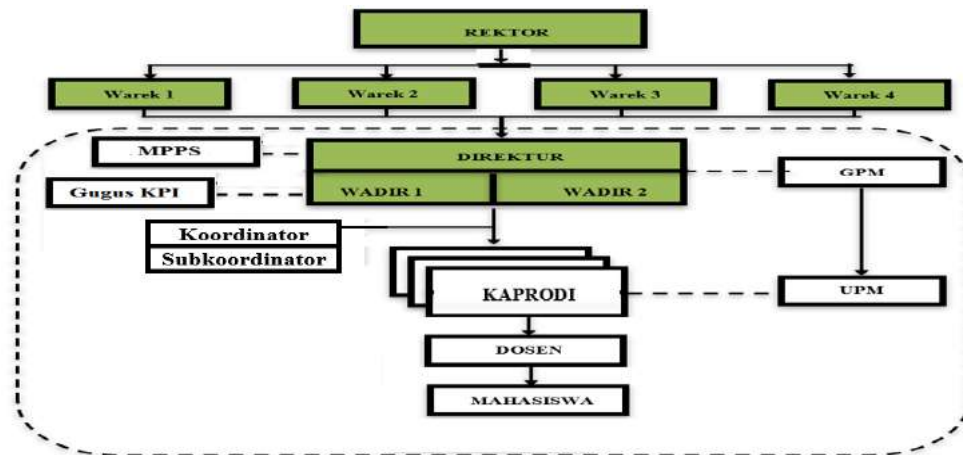 REKTOR
Warek 1
Warek 2
Warek 3
Warek 4
MPPS
DIREKTUR
GPM
Gugus KPI
WADIR 1
WADIR 2
Koordinator
Subkoordinator
KAPRODI
UPM
DOSEN
MAHASISWA